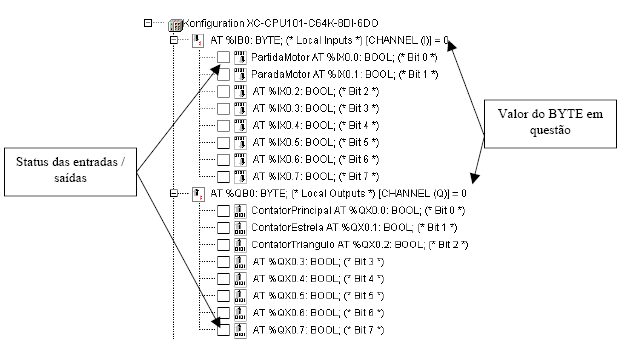 Konfiguration XC-CPU101-C64K-8DI-6DO
AT %IB0: BYTE; (* Local Inputs *) [CHANNEL (I)] = 0
PartidaMotor AT %IX0.0: BOOL; (* Bit 0 *)
ParadaMotor AT %IX0.1: BOOL; (* Bit 1 *)
AT %IX0.2: BOOL; (* Bit 2 *)
AT %IX0.3: BOOL; (* Bit 3 *)
AT %IX0.4: BOOL; (* Bit 4 *)
AT %IX0.5: BOOL; (* Bit 5 *)
AT %IX0.6: BOOL; (* Bit 6 *)
AT %IX0.7: BOOL; (* Bit 7 *)
Valor do BYTE em
questão
Status das entradas /
saídas
AT %QB0: BYTE; (* Local Outputs *) [CHANNEL (Q)] = 0
ContatorPrincipal AT %QX0.0: BOOL; (* Bit 0 *)
ContatorEstrela AT %QX0.1: BOOL; (* Bit 1 *)
ContatorTriangulo AT %QX0.2: BOOL; (* Bit 2 *)
AT %QX0.3: BOOL; (* Bit 3 *)
AT %QX0.4: BOOL; (* Bit 4 *)
AT %QX0.5: BOOL; (* Bit 5 *)
AT %QX0.6: BOOL; (* Bit 6 *)
AT %QX0.7: BOOL; (* Bit 7 *)